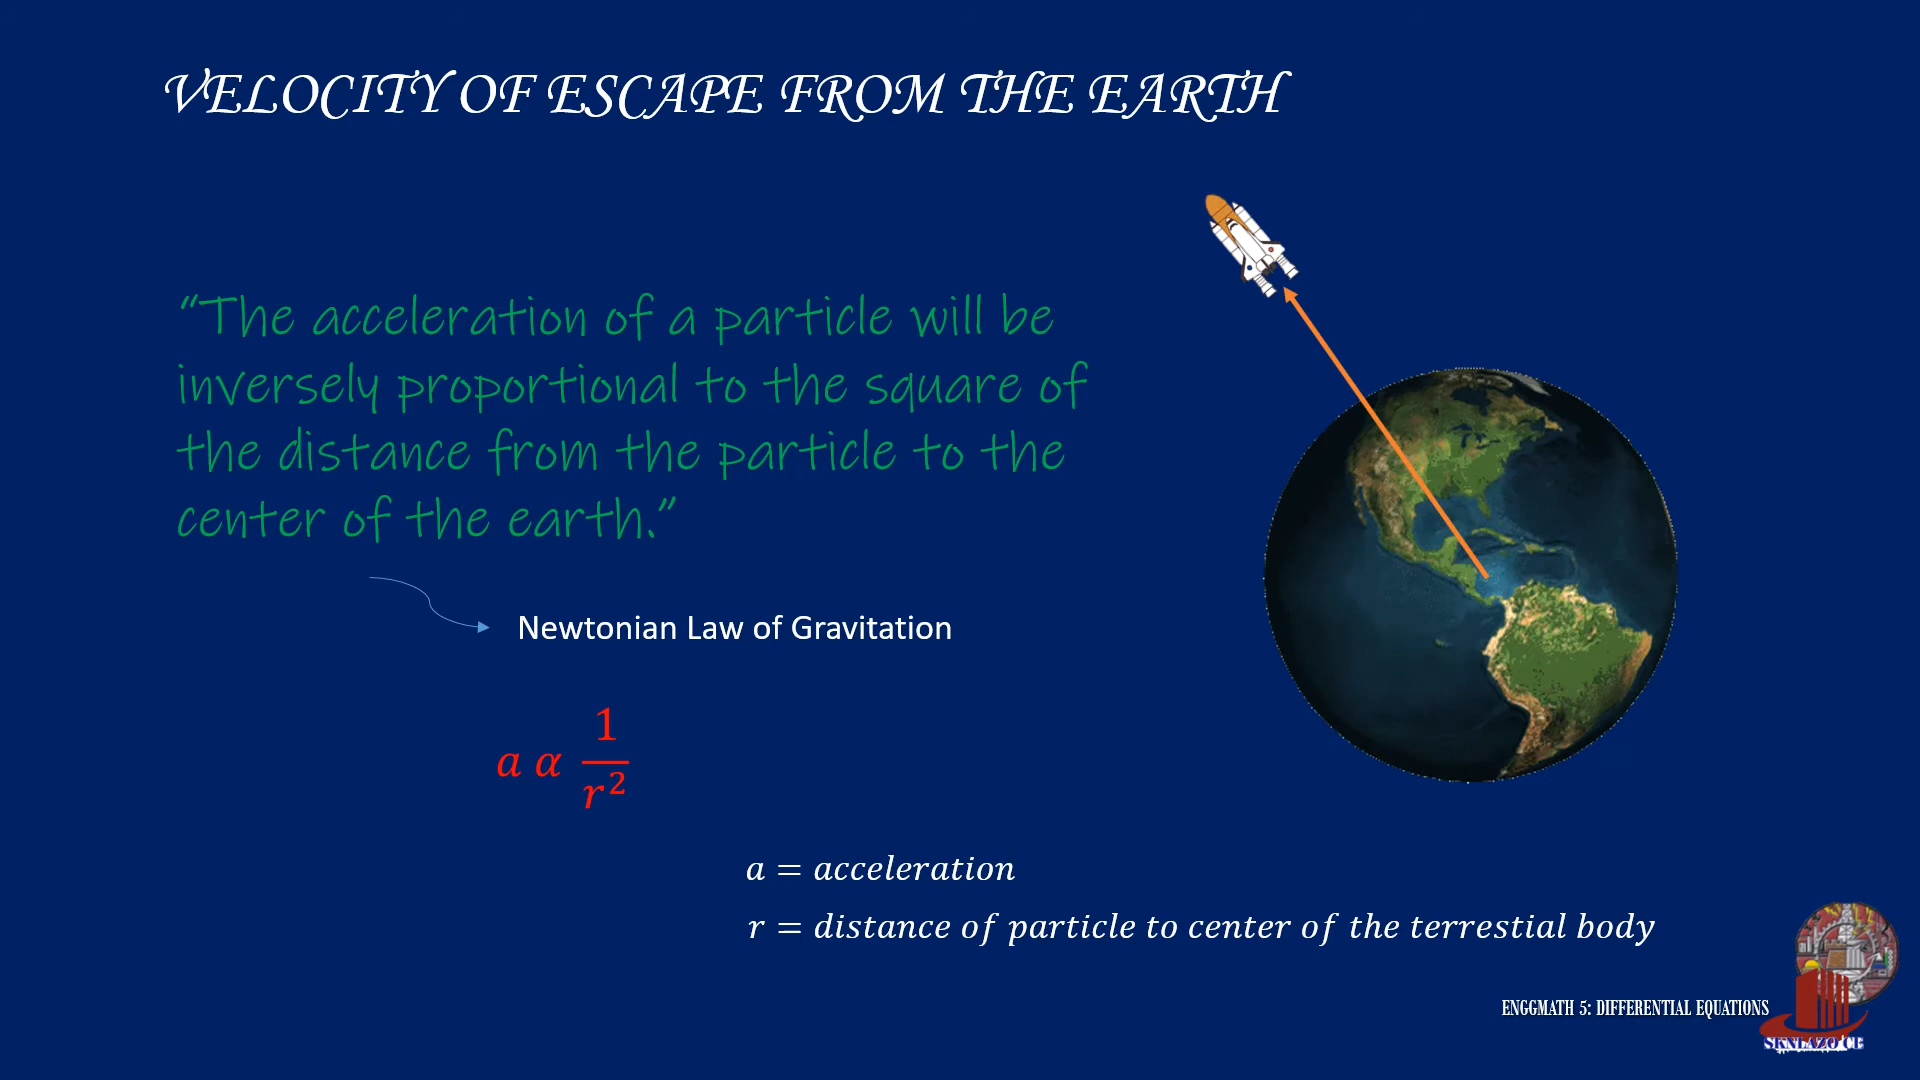 VELOCITY OF ESCAPE FROM THE EARTH
“The acceleration of a particle will be
inversely proportional to the square of
the distance from the particle to the
center of the earth.”
Newtonian Law of Gravitation
a α 1/r²
a = acceleration
r = distance of particle to center of the terrestial body
ENGGMATH 5: DIFFERENTIAL EQUATIONS